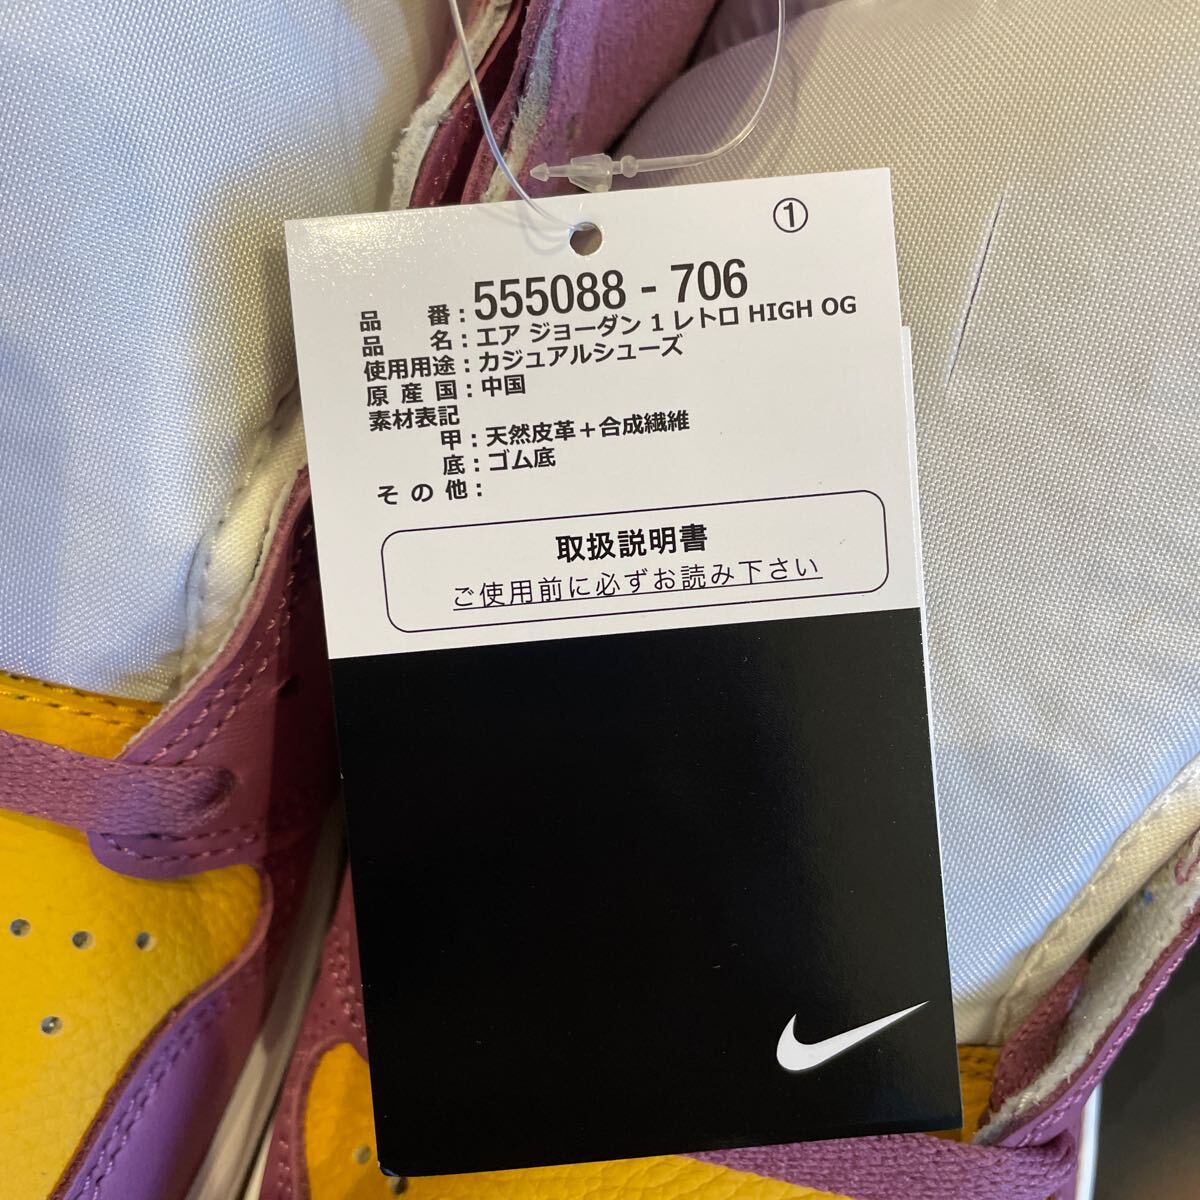 ①
品番：555088 - 706
品名：エア ジョーダン 1 レトロ HIGH OG
使用用途：カジュアルシューズ
原産国：中国
素材表記
甲：天然皮革＋合成繊維
底：ゴム底
その他：
取扱説明書
ご使用前に必ずお読み下さい